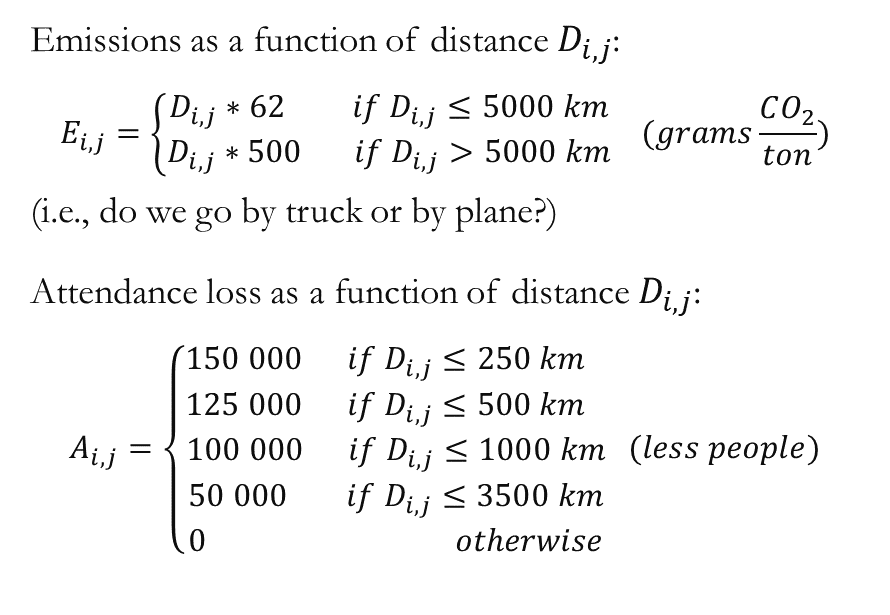 Emissions as a function of distance D_{i,j}:
E_{i,j} = { D_{i,j} * 62 if D_{i,j} ≤ 5000 km
D_{i,j} * 500 if D_{i,j} > 5000 km (grams CO_2/ton)
(i.e., do we go by truck or by plane?)
Attendance loss as a function of distance D_{i,j}:
A_{i,j} = { 150 000 if D_{i,j} ≤ 250 km
125 000 if D_{i,j} ≤ 500 km
100 000 if D_{i,j} ≤ 1000 km (less people)
50 000 if D_{i,j} ≤ 3500 km
0 otherwise